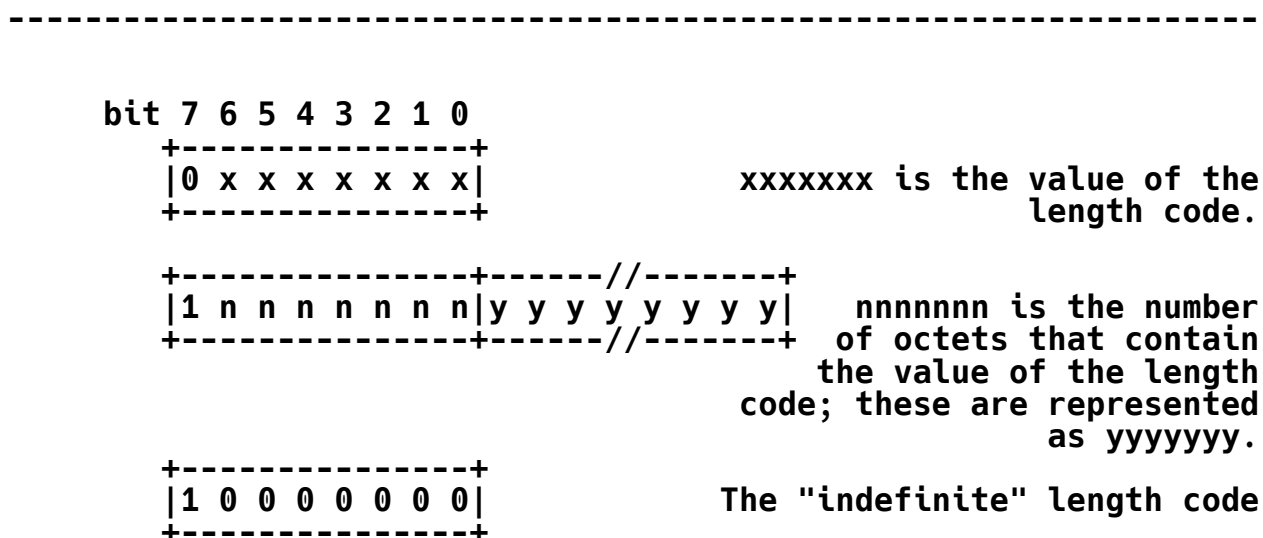 -----------------------------------------------------------------
bit 7 6 5 4 3 2 1 0
+---------------+
|0 x x x x x x x|              xxxxxxx is the value of the
+---------------+                              length code.
+---------------+------//-------+
|1 n n n n n n n|y y y y y y y y|   nnnnnnn is the number
+---------------+------//-------+  of octets that contain
the value of the length
code; these are represented
as yyyyyyy.
+---------------+
|1 0 0 0 0 0 0 0|             The "indefinite" length code
+---------------+